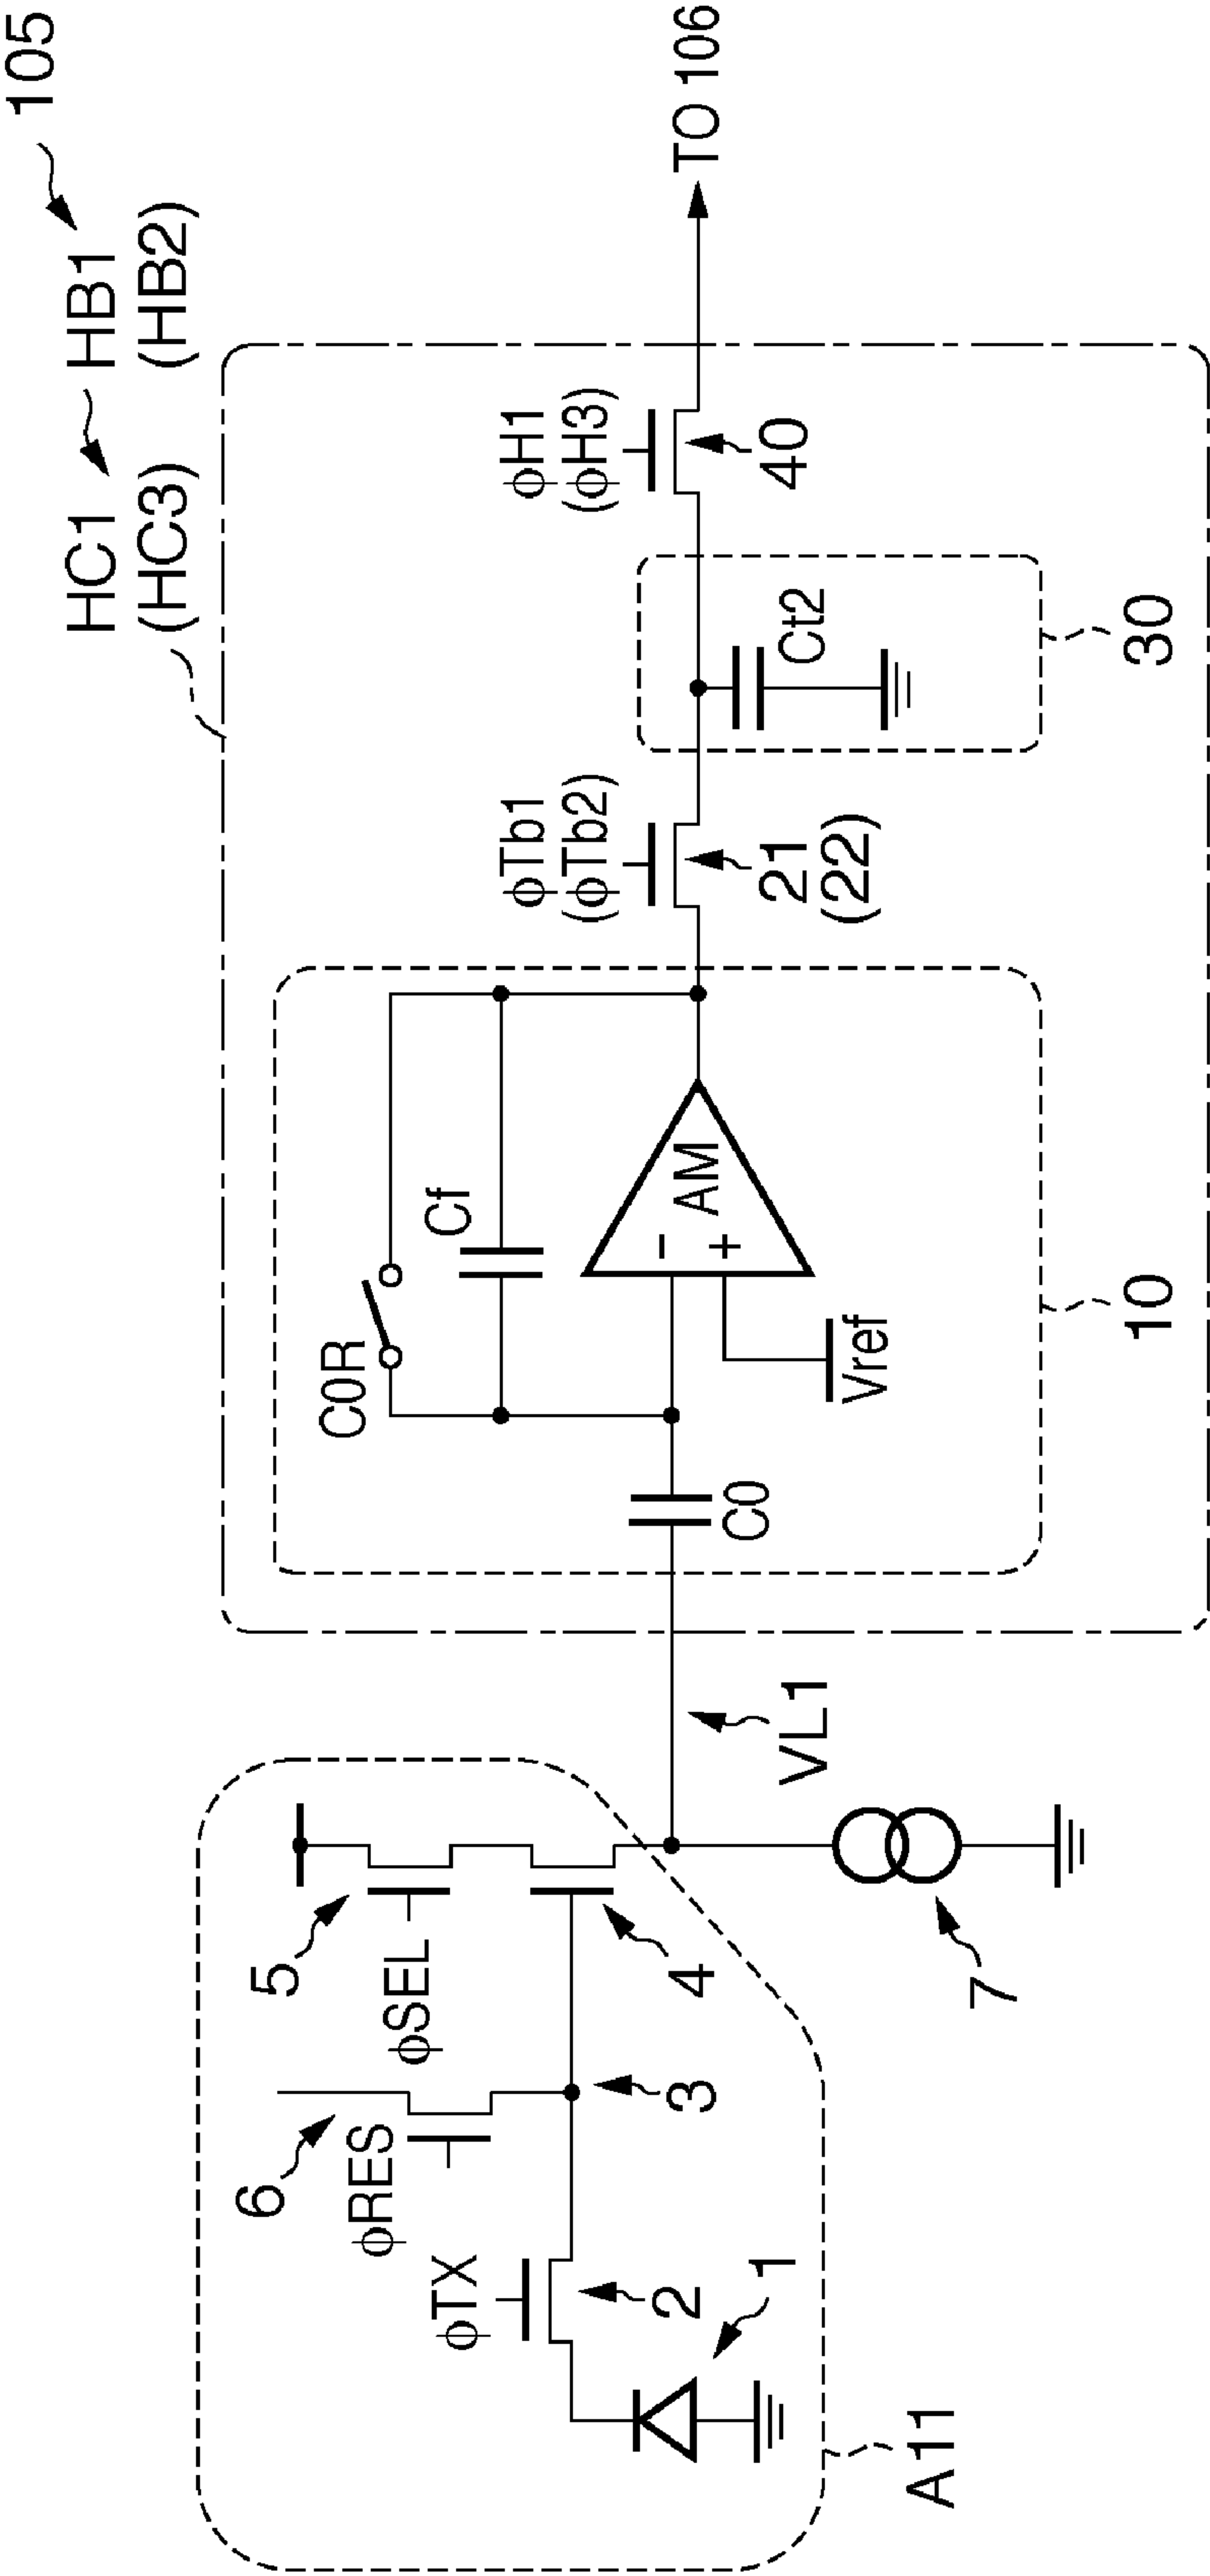 105
HC1
(HC3)
HB1
(HB2)
A11
1
φTX
2
φRES
6
3
φSEL
5
4
7
VL1
C0
C0R
Cf
AM
-
+
Vref
10
φTb1
(φTb2)
21
(22)
Ct2
30
φH1
(φH3)
40
TO 106